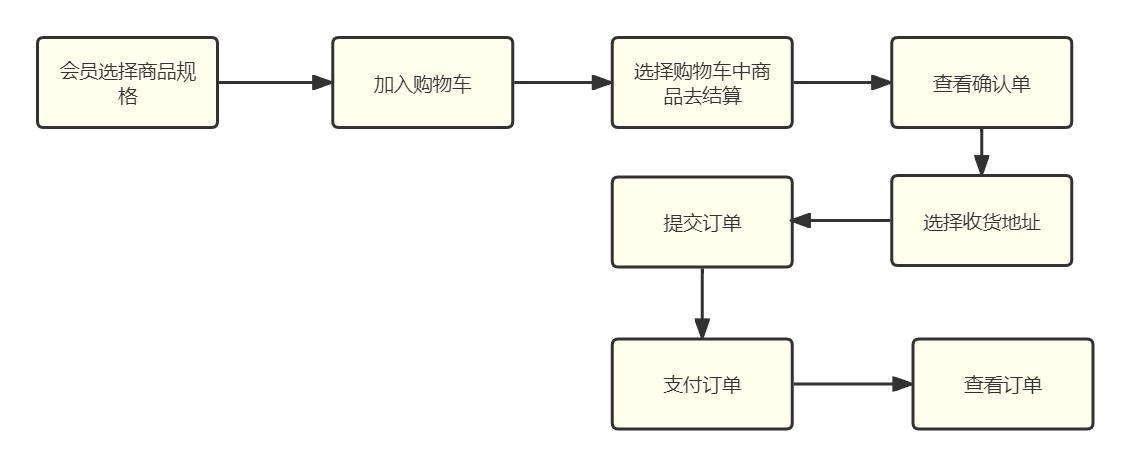 会员选择商品规
格
加入购物车
选择购物车中商
品去结算
查看确认单
选择收货地址
提交订单
支付订单
查看订单